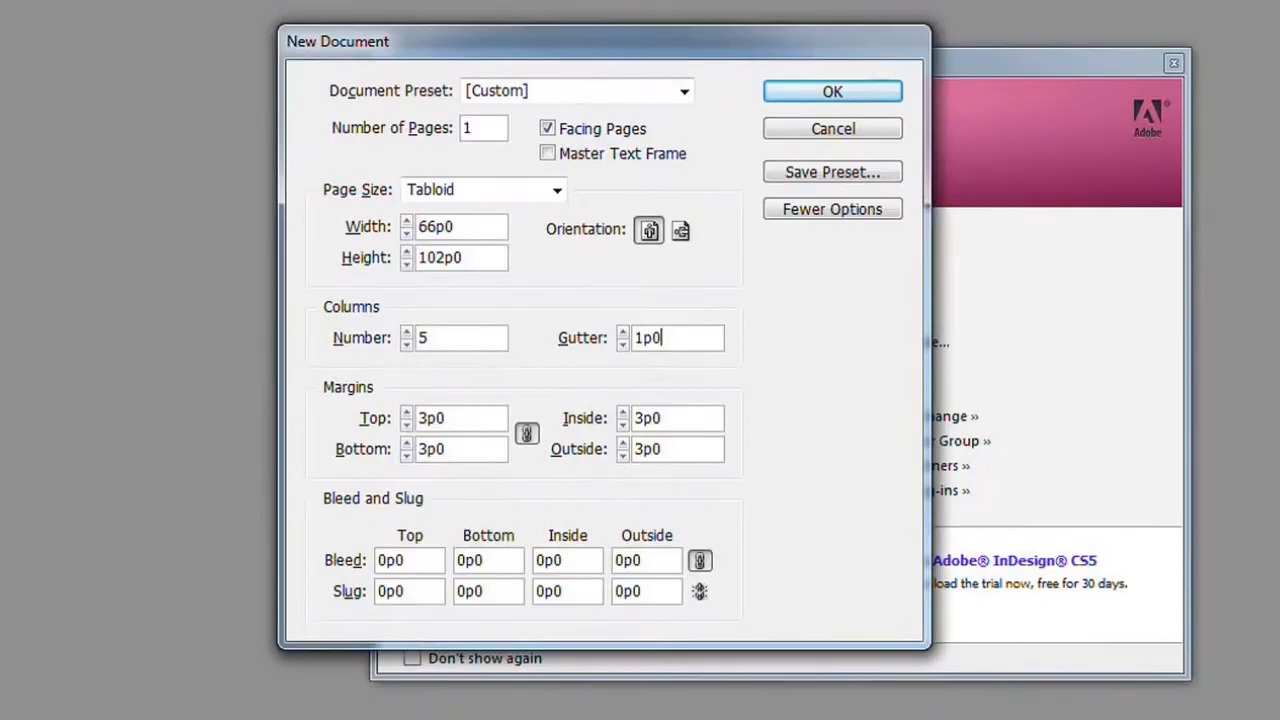 New Document
Document Preset: [Custom]
OK
Number of Pages: 1
Facing Pages
Cancel
Master Text Frame
Save Preset...
Page Size: Tabloid
Fewer Options
Width: 66p0
Orientation:
Height: 102p0
Columns
Number: 5
Gutter: 1p0
Margins
Top: 3p0
Inside: 3p0
Bottom: 3p0
Outside: 3p0
Bleed and Slug
Top Bottom Inside Outside
Bleed: 0p0 0p0 0p0 0p0
Slug: 0p0 0p0 0p0 0p0
Adobe®
e...
ange »
Group »
ners »
-ins »
Adobe® InDesign® CS5
load the trial now, free for 30 days.
Don't show again